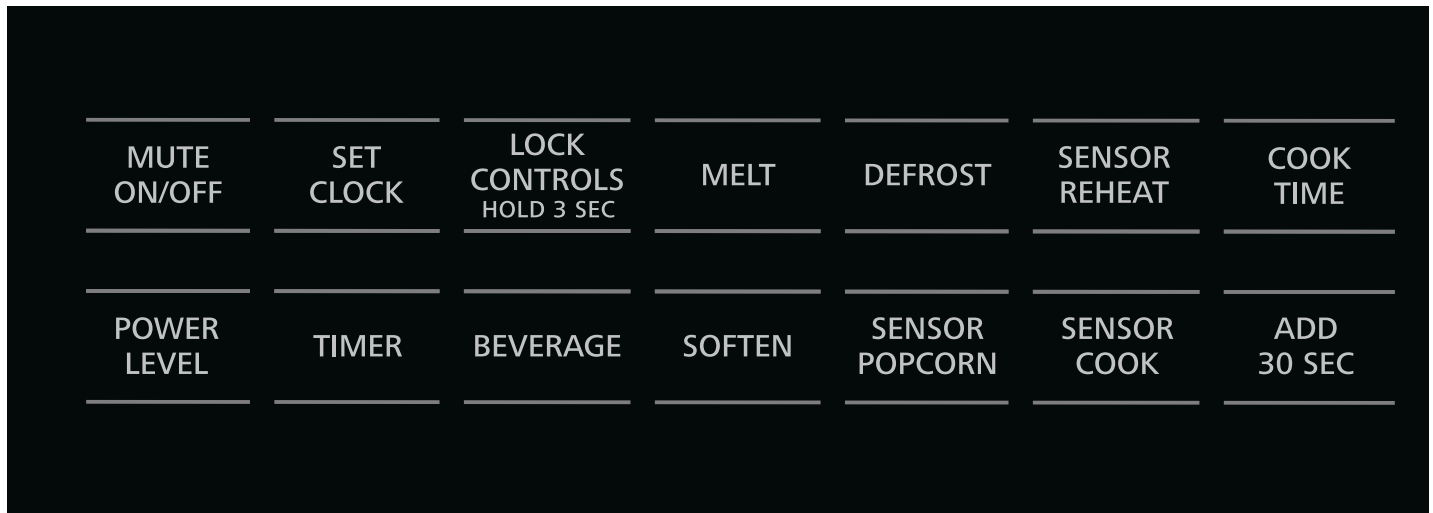 MUTE
ON/OFF
SET
CLOCK
LOCK
CONTROLS
HOLD 3 SEC
MELT
DEFROST
SENSOR
REHEAT
COOK
TIME
POWER
LEVEL
TIMER
BEVERAGE
SOFTEN
SENSOR
POPCORN
SENSOR
COOK
ADD
30 SEC